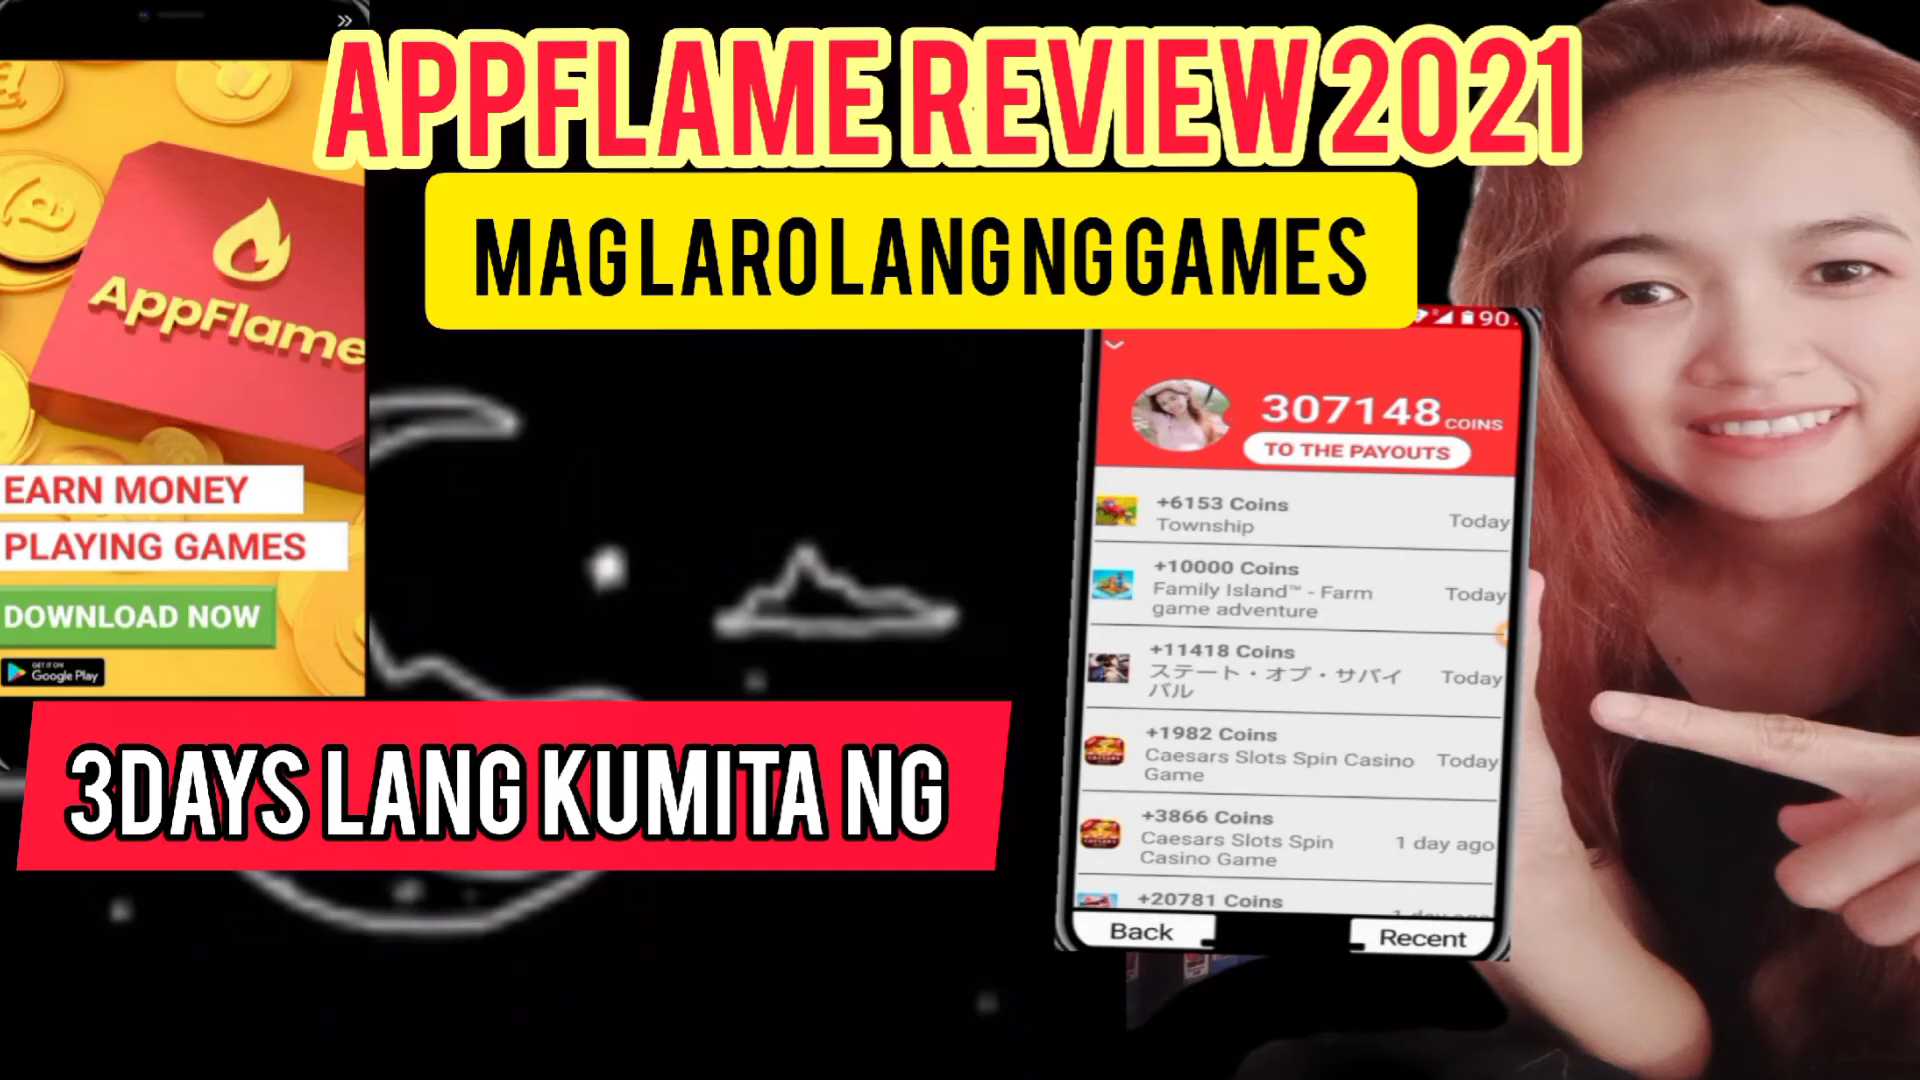 APPFLAME REVIEW 2021
MAGLARO LANG NG GAMES
AppFlame
EARN MONEY
PLAYING GAMES
DOWNLOAD NOW
GET IT ON
Google Play
3DAYS LANG KUMITA NG
90
307148 COINS
TO THE PAYOUTS
+6153 Coins
Township
Today
+10000 Coins
Family Island™ - Farm
game adventure
Today
+11418 Coins
ステート・オブ・サバイ
バル
Today
+1982 Coins
Caesars Slots Spin Casino
Game
Today
+3866 Coins
Caesars Slots Spin
Casino Game
1 day ago
+20781 Coins
1 day ago
Back
Recent